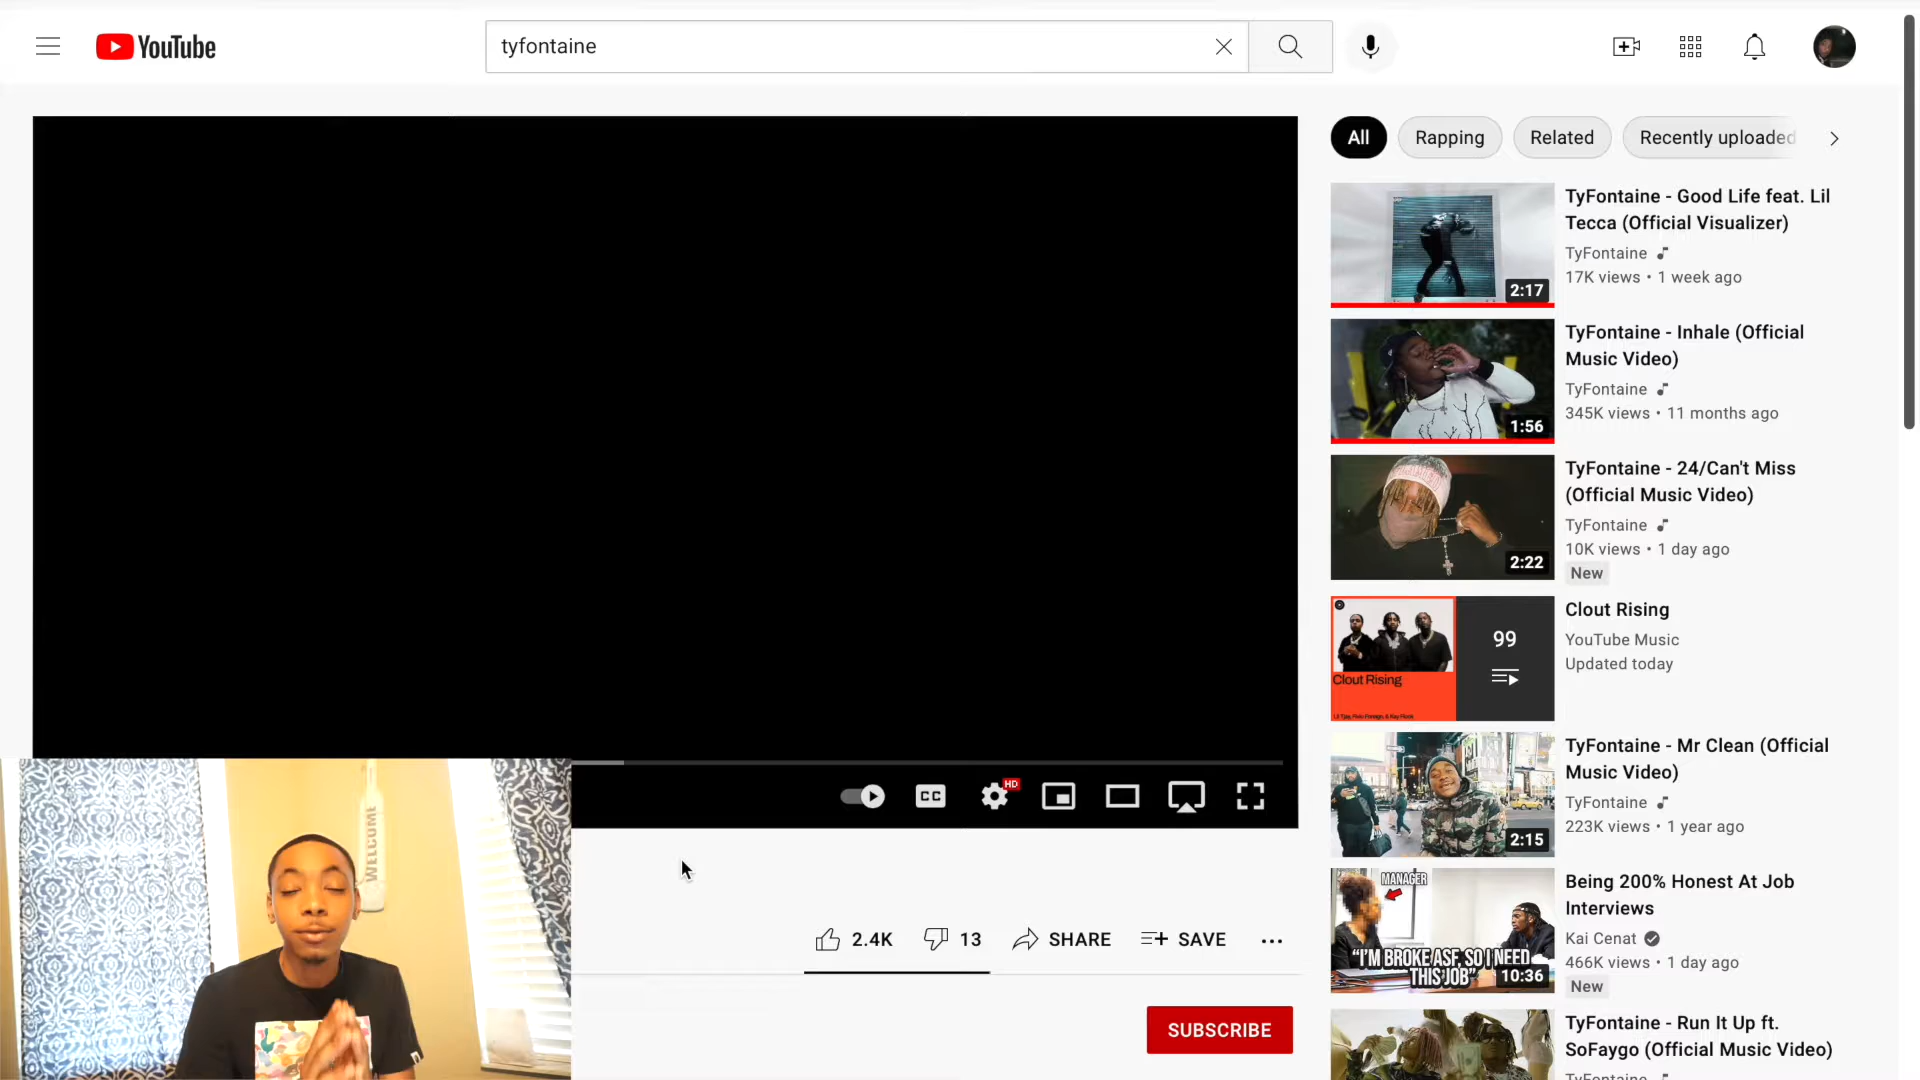 YouTube
tyfontaine
All
Rapping
Related
Recently uploaded
TyFontaine - Good Life feat. Lil
Tecca (Official Visualizer)
TyFontaine
17K views • 1 week ago
2:17
TyFontaine - Inhale (Official
Music Video)
TyFontaine
345K views • 11 months ago
1:56
TyFontaine - 24/Can't Miss
(Official Music Video)
TyFontaine
10K views • 1 day ago
New
2:22
Clout Rising
YouTube Music
Updated today
99
Clout Rising
TyFontaine - Mr Clean (Official
Music Video)
TyFontaine
223K views • 1 year ago
2:15
Being 200% Honest At Job
Interviews
Kai Cenat
466K views • 1 day ago
New
MANAGER
"I'M BROKE ASF, SO I NEED
THIS JOB"
10:36
TyFontaine - Run It Up ft.
SoFaygo (Official Music Video)
TyFontaine
CC
HD
2.4K
13
SHARE
SAVE
SUBSCRIBE
WELCOME